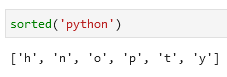 sorted('python')
['h', 'n', 'o', 'p', 't', 'y']